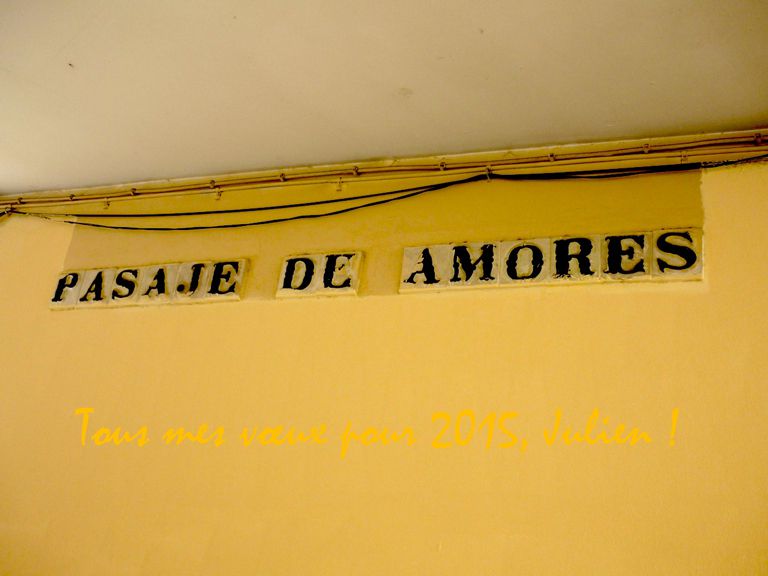 PASAJE DE AMORES
Tous mes vœux pour 2015, Julien !